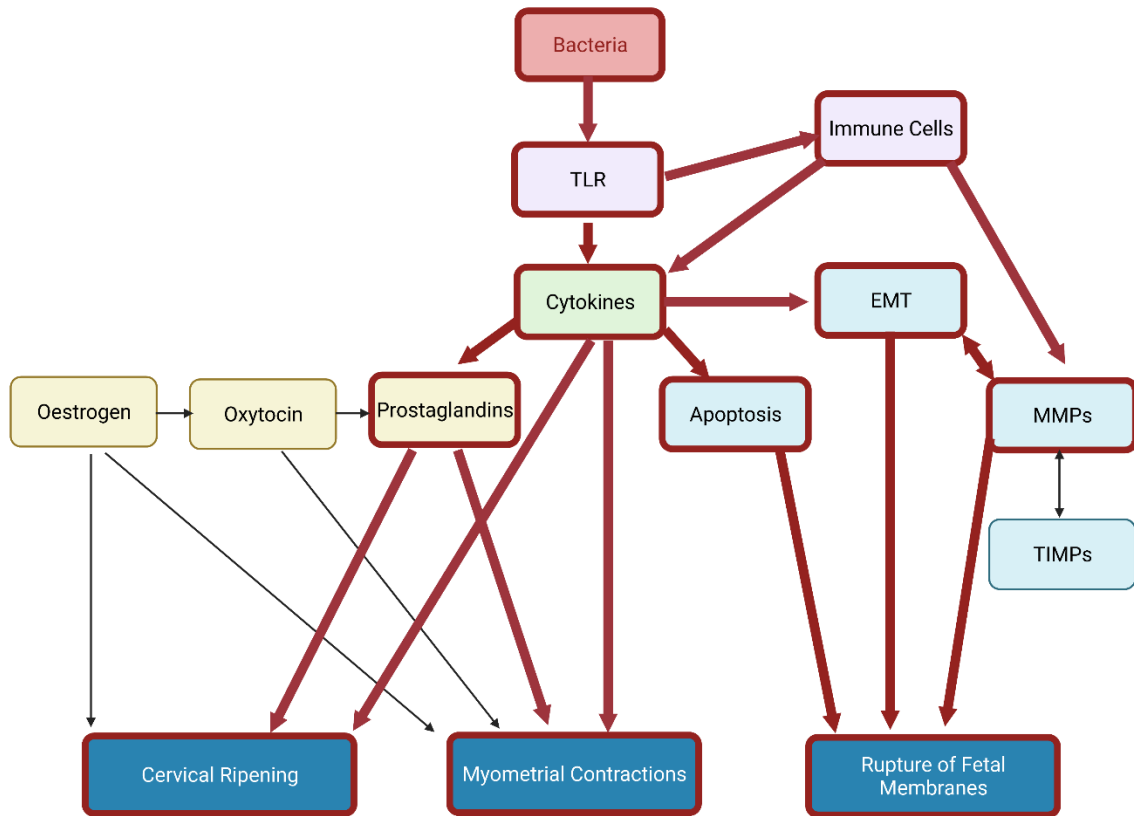 Bacteria
Immune Cells
TLR
Cytokines
EMT
Oestrogen
Oxytocin
Prostaglandins
Apoptosis
MMPs
TIMPs
Cervical Ripening
Myometrial Contractions
Rupture of Fetal
Membranes